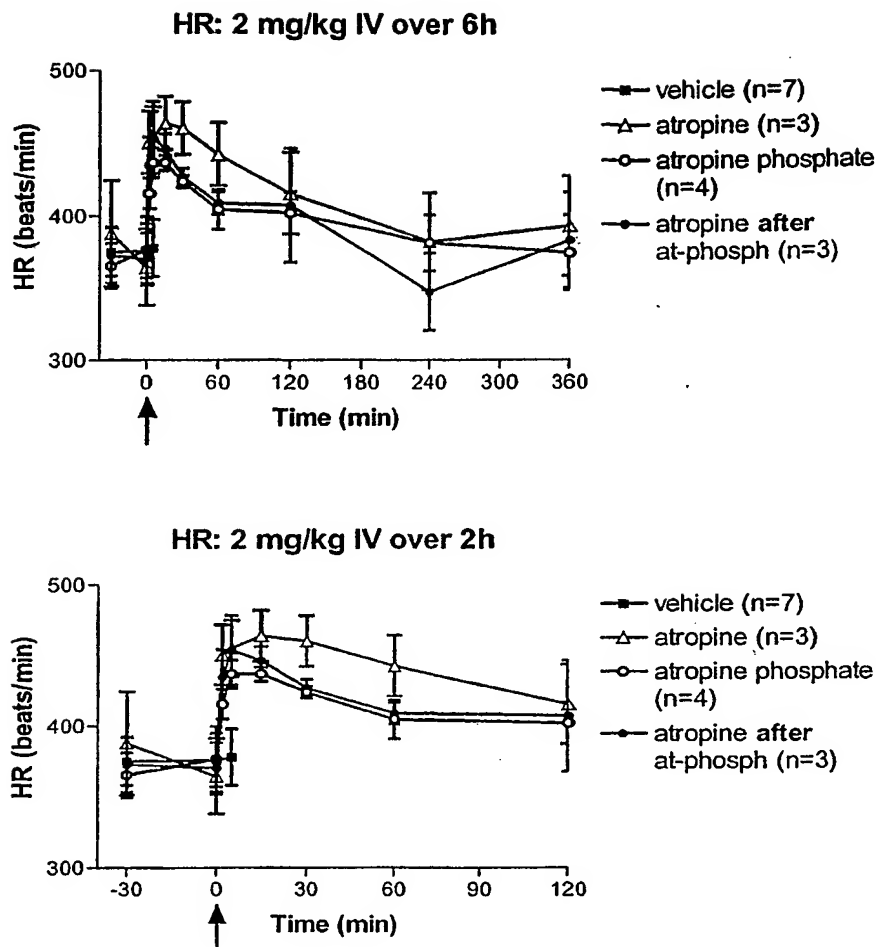 HR: 2 mg/kg IV over 6h
500
400
300
HR (beats/min)
0
60
120
180
240
300
360
Time (min)
vehicle (n=7)
atropine (n=3)
atropine phosphate
(n=4)
atropine after
at-phosph (n=3)
HR: 2 mg/kg IV over 2h
500
400
300
HR (beats/min)
-30
0
30
60
90
120
Time (min)
vehicle (n=7)
atropine (n=3)
atropine phosphate
(n=4)
atropine after
at-phosph (n=3)